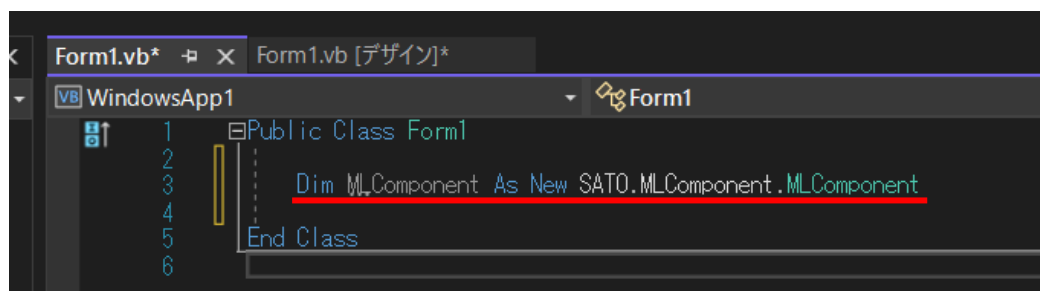 Form1.vb* Form1.vb [デザイン]*
VB WindowsApp1 Form1
1 Public Class Form1
2
3 Dim MLComponent As New SATO.MLComponent.MLComponent
4
5 End Class
6